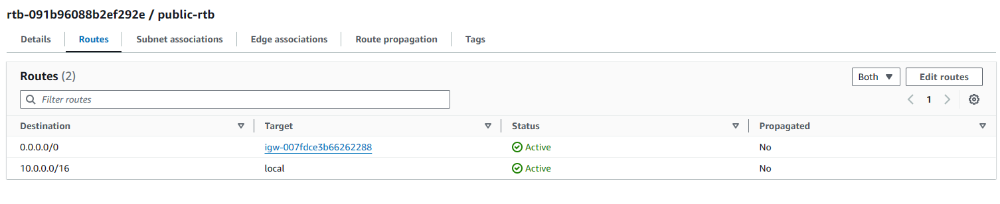 rtb-091b96088b2ef292e / public-rtb
Details Routes Subnet associations Edge associations Route propagation Tags
Routes (2) Both Edit routes
Filter routes 1
Destination Target Status Propagated
0.0.0.0/0 igw-007fdce3b66262288 Active No
10.0.0.0/16 local Active No